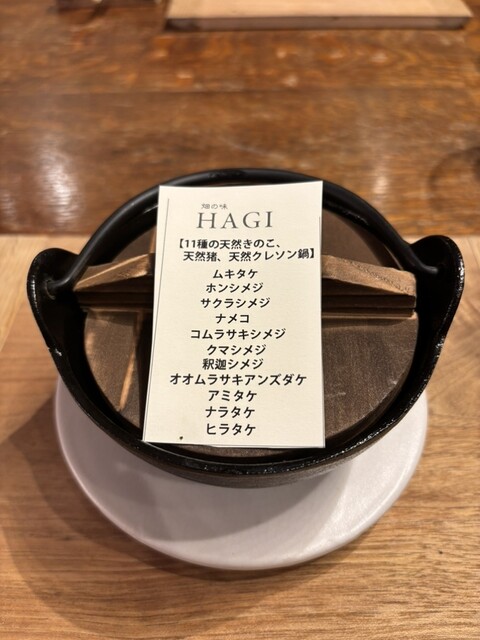 畑の味
HAGI
【11種の天然きのこ、
天然猪、天然クレソン鍋】
ムキタケ
ホンシメジ
サクラシメジ
ナメコ
コムラサキシメジ
クマシメジ
釈迦シメジ
オオムラサキアンズダケ
アミタケ
ナラタケ
ヒラタケ